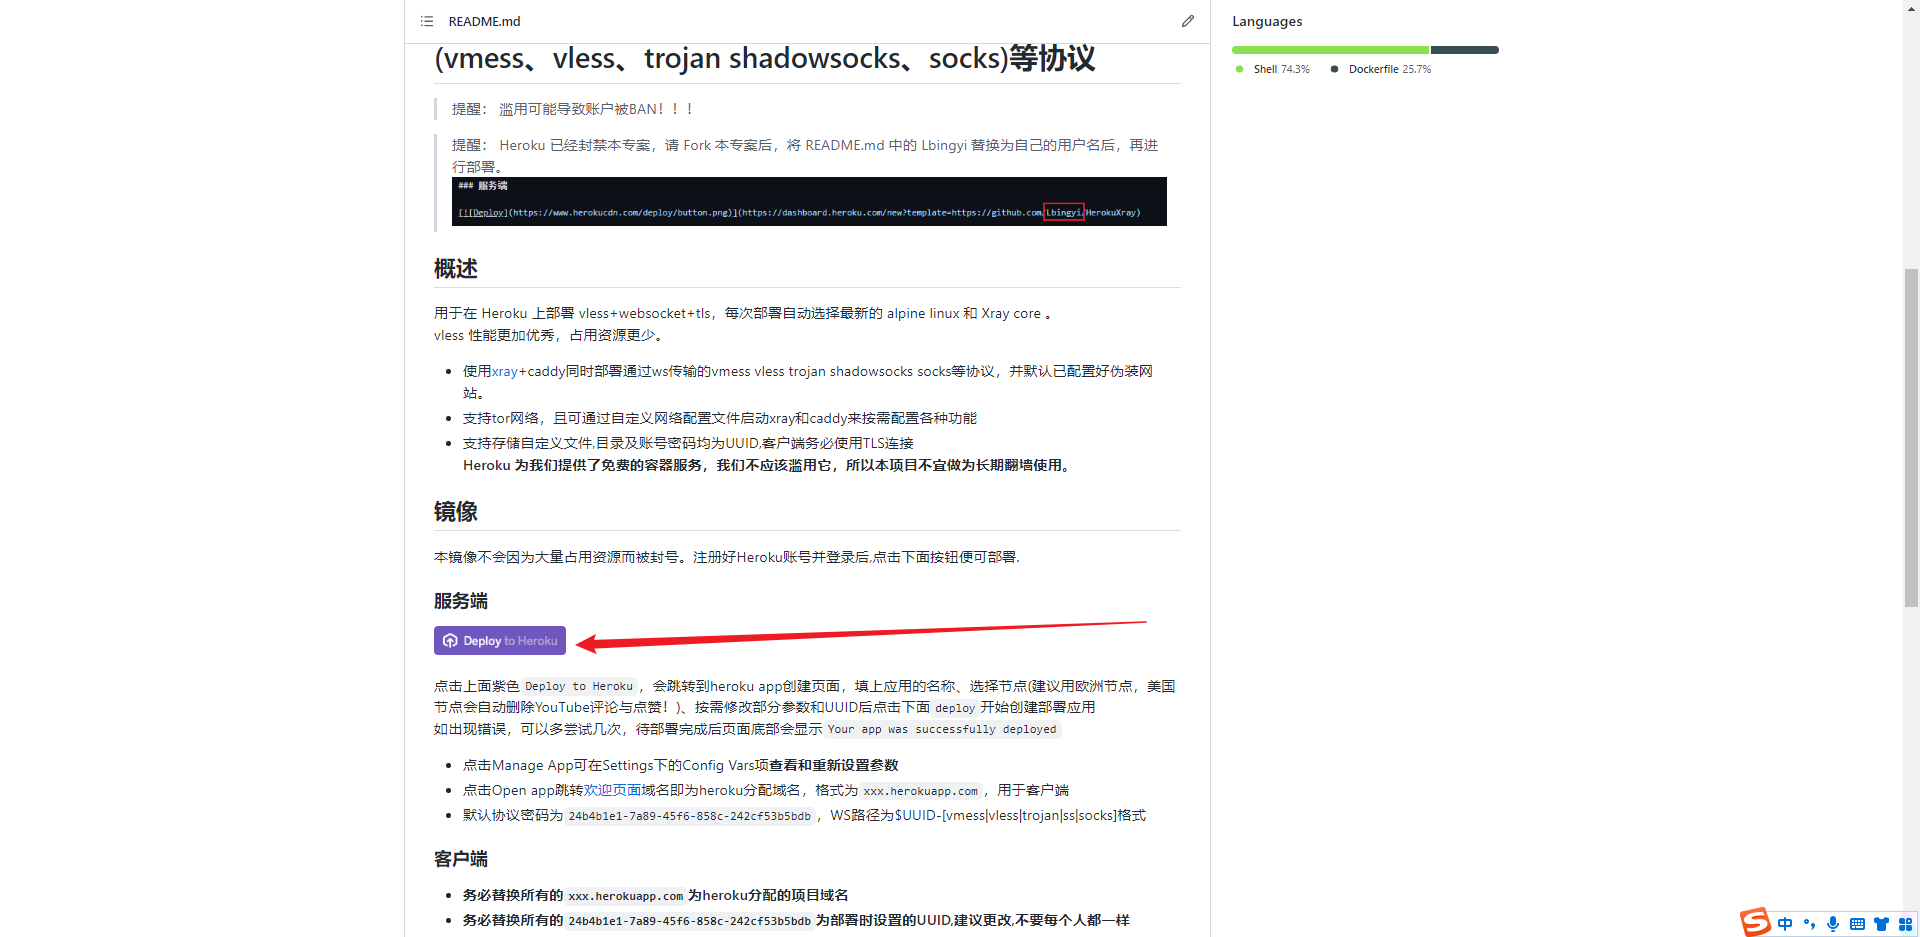 README.md
(vmess、vless、trojan shadowsocks、socks)等协议
提醒： 滥用可能导致账户被BAN！！！
提醒： Heroku 已经封禁本专案，请 Fork 本专案后，将 README.md 中的 Lbingyi 替换为自己的用户名后，再进
行部署。
### 服务端
[![Deploy](https://www.herokucdn.com/deploy/button.png)](https://dashboard.heroku.com/new?template=https://github.com/Lbingyi/HerokuXray)
概述
用于在 Heroku 上部署 vless+websocket+tls，每次部署自动选择最新的 alpine linux 和 Xray core 。
vless 性能更加优秀，占用资源更少。
使用xray+caddy同时部署通过ws传输的vmess vless trojan shadowsocks socks等协议，并默认已配置好伪装网
站。
支持tor网络，且可通过自定义网络配置文件启动xray和caddy来按需配置各种功能
支持存储自定义文件,目录及账号密码均为UUID,客户端务必使用TLS连接
Heroku 为我们提供了免费的容器服务，我们不应该滥用它，所以本项目不宜做为长期翻墙使用。
镜像
本镜像不会因为大量占用资源而被封号。注册好Heroku账号并登录后,点击下面按钮便可部署.
服务端
Deploy to Heroku
点击上面紫色 Deploy to Heroku ，会跳转到heroku app创建页面，填上应用的名称、选择节点(建议用欧洲节点，美国
节点会自动删除YouTube评论与点赞！)、按需修改部分参数和UUID后点击下面 deploy 开始创建部署应用
如出现错误，可以多尝试几次，待部署完成后页面底部会显示 Your app was successfully deployed
点击Manage App可在Settings下的Config Vars项查看和重新设置参数
点击Open app跳转欢迎页面域名即为heroku分配域名，格式为 xxx.herokuapp.com ，用于客户端
默认协议密码为 24b4b1e1-7a89-45f6-858c-242cf53b5bdb ，WS路径为$UUID-[vmess|vless|trojan|ss|socks]格式
客户端
务必替换所有的 xxx.herokuapp.com 为heroku分配的项目域名
务必替换所有的 24b4b1e1-7a89-45f6-858c-242cf53b5bdb 为部署时设置的UUID,建议更改,不要每个人都一样
Languages
Shell 74.3%
Dockerfile 25.7%
S 中